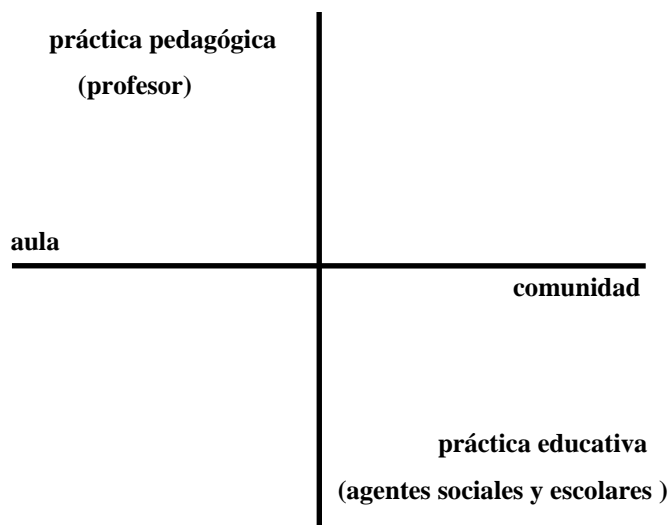 práctica pedagógica
(profesor)
aula
comunidad
práctica educativa
(agentes sociales y escolares )